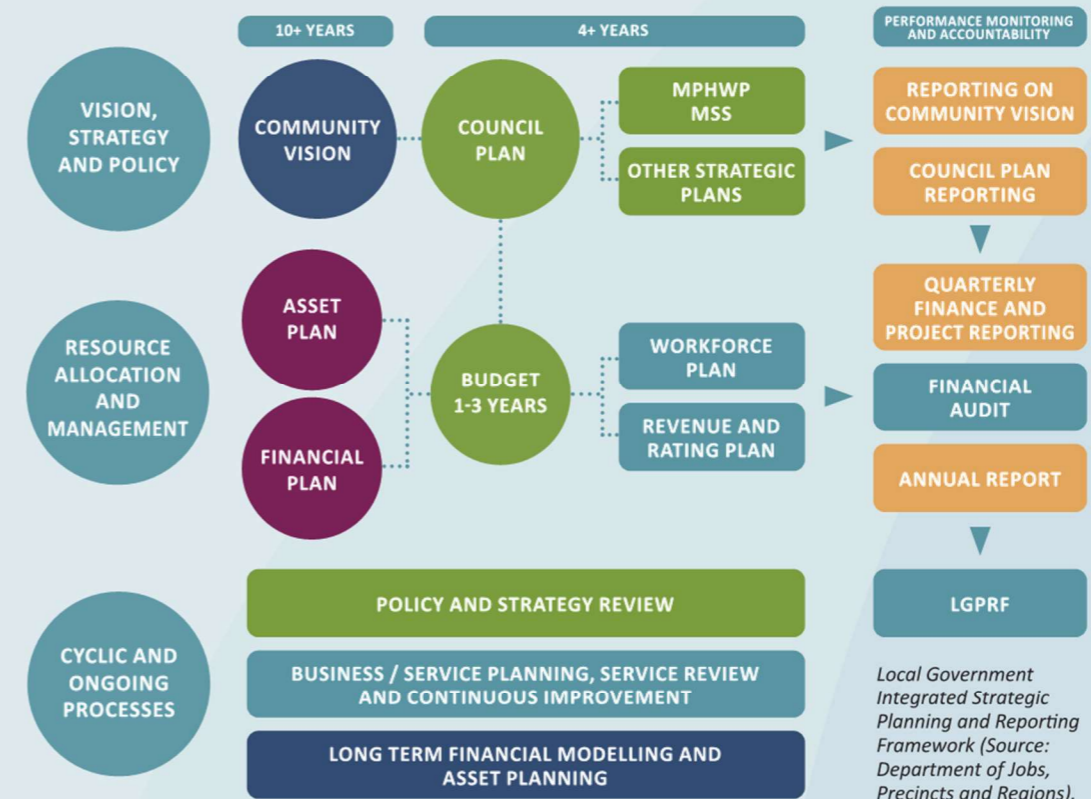 10+ YEARS
4+ YEARS
PERFORMANCE MONITORING
AND ACCOUNTABILITY
VISION,
STRATEGY
AND POLICY
COMMUNITY
VISION
COUNCIL
PLAN
MPHWP
MSS
OTHER STRATEGIC
PLANS
REPORTING ON
COMMUNITY VISION
COUNCIL PLAN
REPORTING
RESOURCE
ALLOCATION
AND
MANAGEMENT
ASSET
PLAN
FINANCIAL
PLAN
BUDGET
1-3 YEARS
WORKFORCE
PLAN
REVENUE AND
RATING PLAN
QUARTERLY
FINANCE AND
PROJECT REPORTING
FINANCIAL
AUDIT
ANNUAL REPORT
CYCLIC AND
ONGOING
PROCESSES
POLICY AND STRATEGY REVIEW
BUSINESS / SERVICE PLANNING, SERVICE REVIEW
AND CONTINUOUS IMPROVEMENT
LONG TERM FINANCIAL MODELLING AND
ASSET PLANNING
LGPRF
Local Government
Integrated Strategic
Planning and Reporting
Framework (Source:
Department of Jobs,
Precincts and Regions).